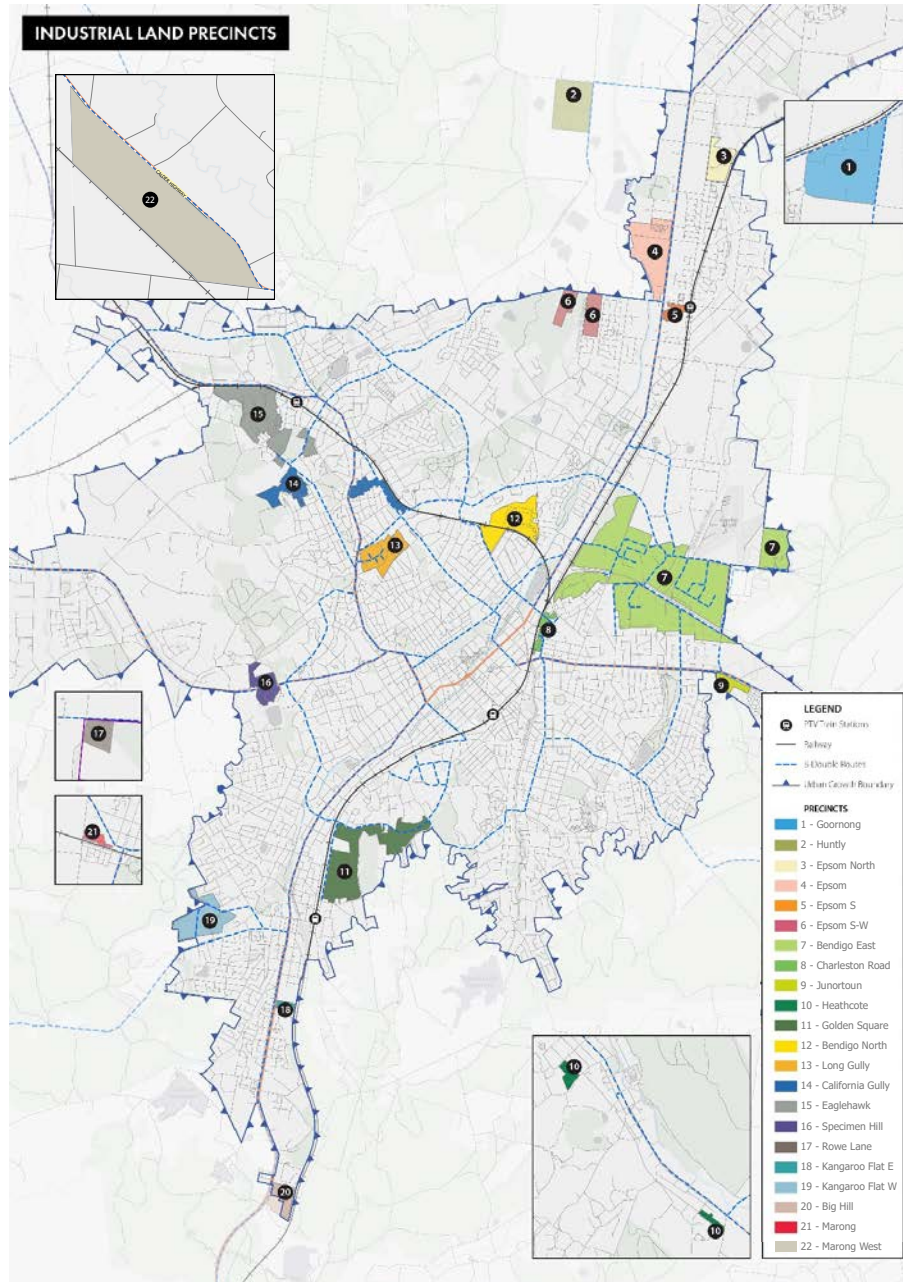 INDUSTRIAL LAND PRECINCTS
2
3
1
CALDER HIGHWAY
22
4
6
6
5
15
14
12
13
7
7
8
16
9
17
21
11
19
18
10
10
20
LEGEND
PTV Train Stations
Railway
B-Double Routes
Urban Growth Boundary
PRECINCTS
1 - Goornong
2 - Huntly
3 - Epsom North
4 - Epsom
5 - Epsom S
6 - Epsom S-W
7 - Bendigo East
8 - Charleston Road
9 - Junortoun
10 - Heathcote
11 - Golden Square
12 - Bendigo North
13 - Long Gully
14 - California Gully
15 - Eaglehawk
16 - Specimen Hill
17 - Rowe Lane
18 - Kangaroo Flat E
19 - Kangaroo Flat W
20 - Big Hill
21 - Marong
22 - Marong West